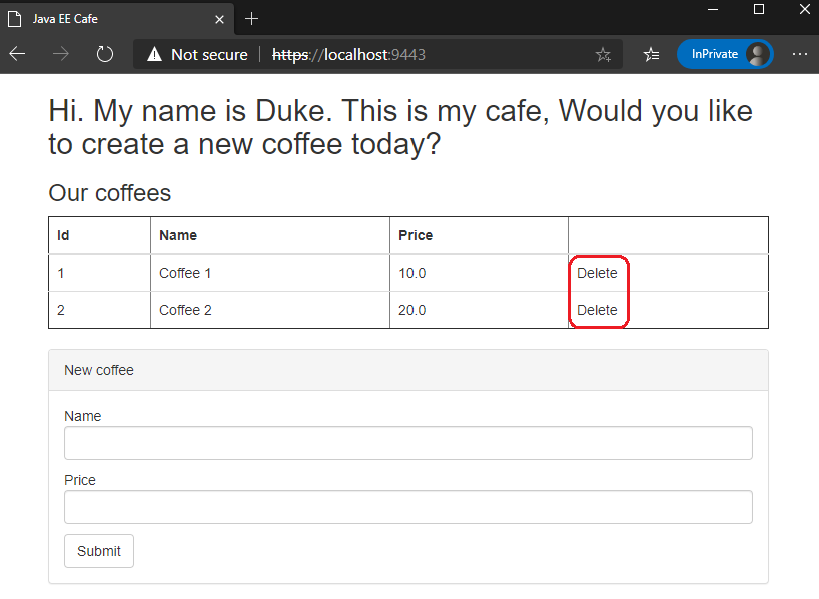 Java EE Cafe
Not secure https://localhost:9443 InPrivate
Hi. My name is Duke. This is my cafe, Would you like
to create a new coffee today?
Our coffees
Id Name Price
1 Coffee 1 10.0 Delete
2 Coffee 2 20.0 Delete
New coffee
Name
Price
Submit